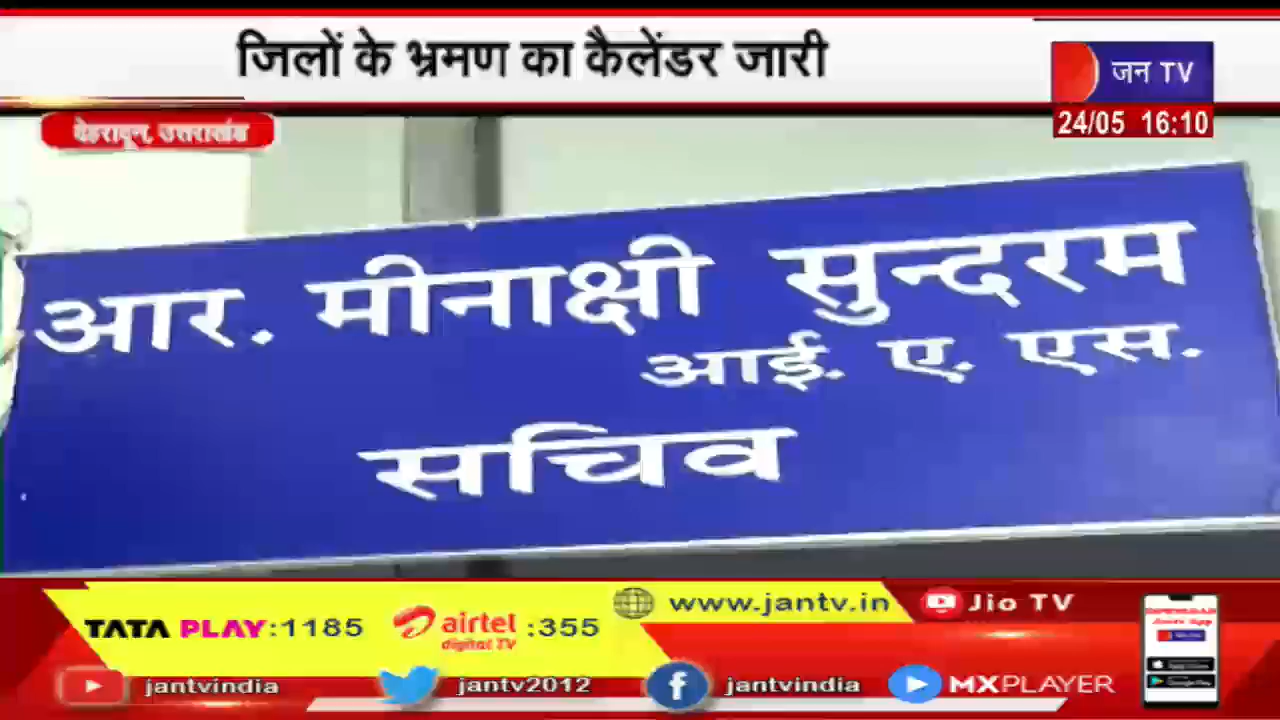 जिलों के भ्रमण का कैलेंडर जारी
जन TV
24/05 16:10
देहरादून, उत्तराखंड
आर. मीनाक्षी सुन्दरम
आई. ए. एस.
सचिव
www.jantv.in
Jio TV
TATA PLAY:1185
airtel :355
digital TV
jantvindia
jantv2012
jantvindia
MXPLAYER